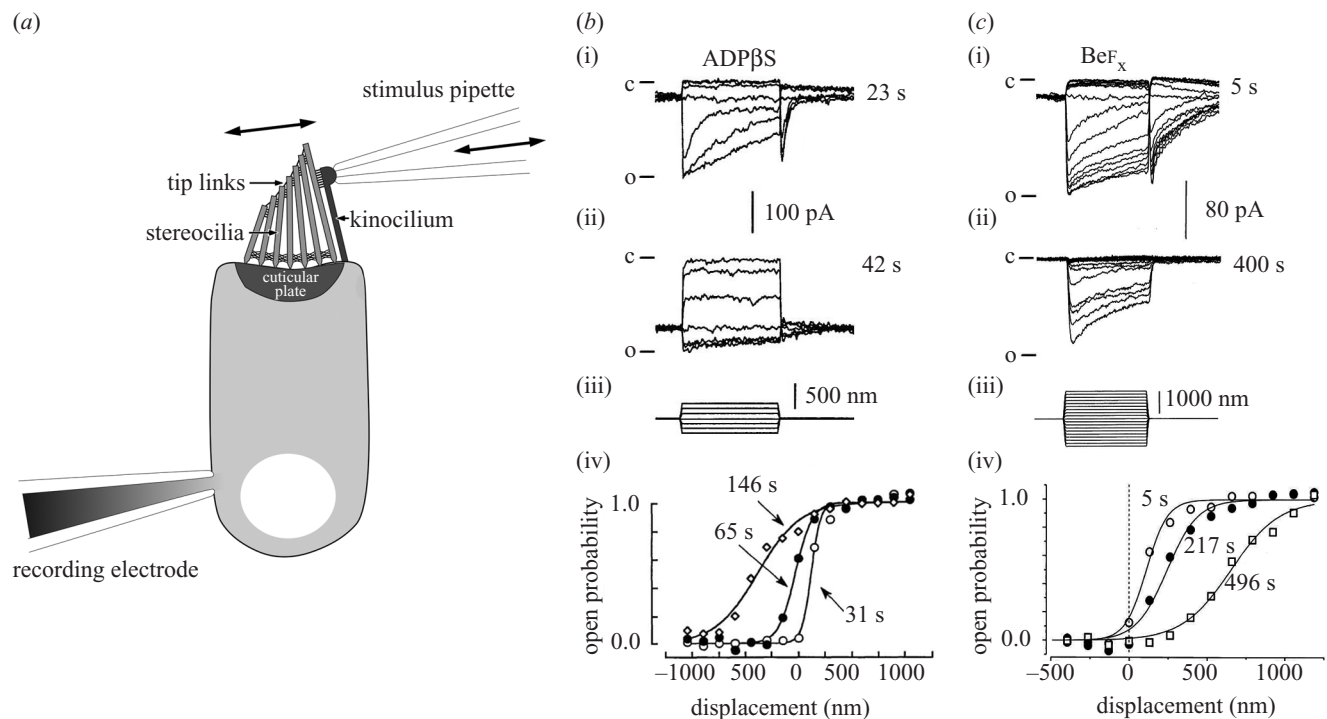 (a)
stimulus pipette
tip links
kinocilium
stereocilia
cuticular
plate
recording electrode
(b)
(i)
ADPβS
c
23 s
o
100 pA
(ii)
42 s
c
o
(iii)
500 nm
(iv)
146 s
1.0
65 s
31 s
open probability
0.0
–1000 –500 0 500 1000
displacement (nm)
(c)
(i)
BeFx
c
5 s
o
80 pA
(ii)
c
400 s
o
(iii)
1000 nm
(iv)
5 s
1.0
217 s
496 s
open probability
0.0
–500 0 500 1000
displacement (nm)